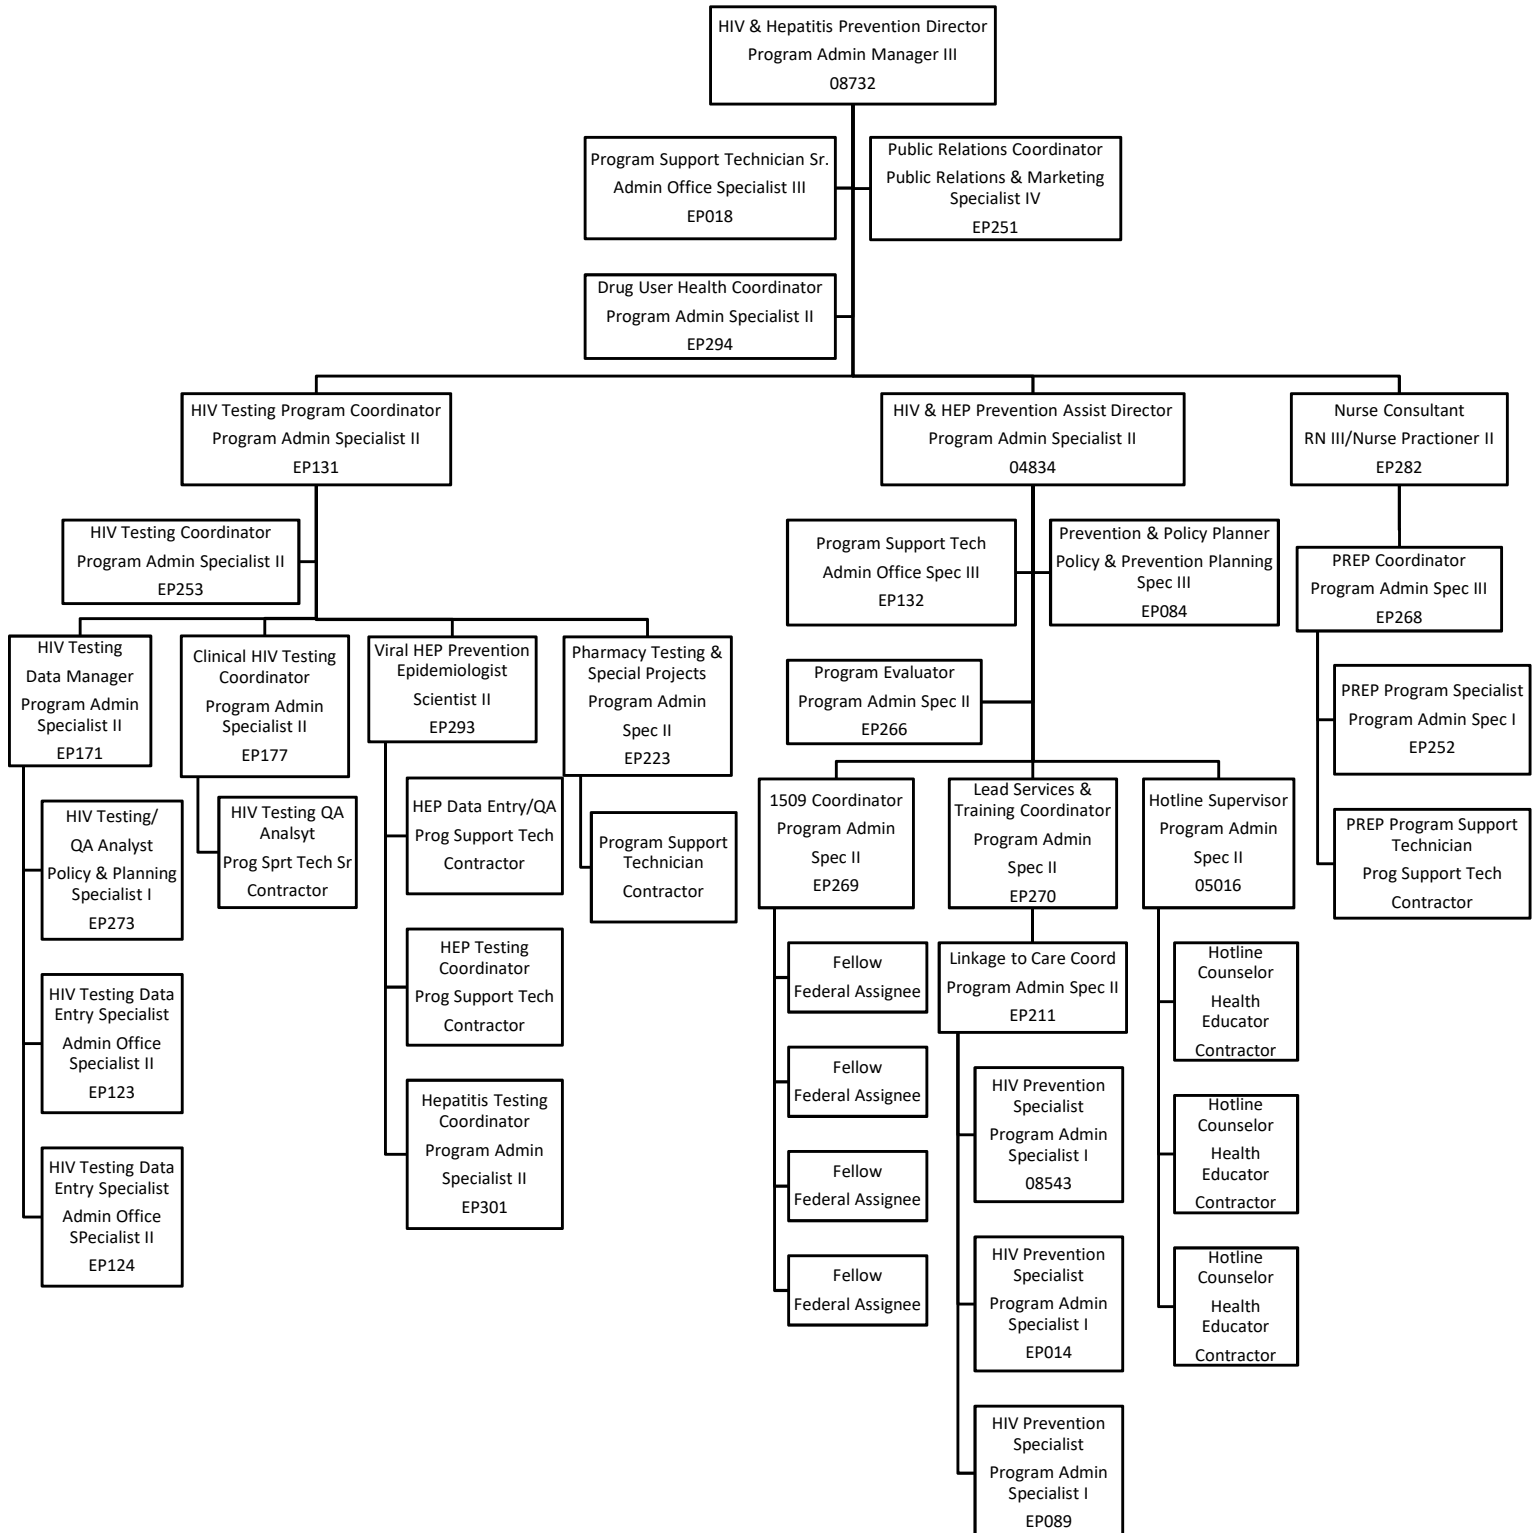 HIV & Hepatitis Prevention Director
Program Admin Manager III
08732
Program Support Technician Sr.
Admin Office Specialist III
EP018
Public Relations Coordinator
Public Relations & Marketing
Specialist IV
EP251
Drug User Health Coordinator
Program Admin Specialist II
EP294
HIV Testing Program Coordinator
Program Admin Specialist II
EP131
HIV & HEP Prevention Assist Director
Program Admin Specialist II
04834
Nurse Consultant
RN III/Nurse Practioner II
EP282
HIV Testing Coordinator
Program Admin Specialist II
EP253
Program Support Tech
Admin Office Spec III
EP132
Prevention & Policy Planner
Policy & Prevention Planning
Spec III
EP084
PREP Coordinator
Program Admin Spec III
EP268
HIV Testing
Data Manager
Program Admin
Specialist II
EP171
Clinical HIV Testing
Coordinator
Program Admin
Specialist II
EP177
Viral HEP Prevention
Epidemiologist
Scientist II
EP293
Pharmacy Testing &
Special Projects
Program Admin
Spec II
EP223
Program Evaluator
Program Admin Spec II
EP266
PREP Program Specialist
Program Admin Spec I
EP252
HIV Testing/
QA Analyst
Policy & Planning
Specialist I
EP273
HIV Testing QA
Analsyt
Prog Sprt Tech Sr
Contractor
HEP Data Entry/QA
Prog Support Tech
Contractor
Program Support
Technician
Contractor
1509 Coordinator
Program Admin
Spec II
EP269
Lead Services &
Training Coordinator
Program Admin
Spec II
EP270
Hotline Supervisor
Program Admin
Spec II
05016
PREP Program Support
Technician
Prog Support Tech
Contractor
HIV Testing Data
Entry Specialist
Admin Office
Specialist II
EP123
HEP Testing
Coordinator
Prog Support Tech
Contractor
Fellow
Federal Assignee
Linkage to Care Coord
Program Admin Spec II
EP211
Hotline
Counselor
Health
Educator
Contractor
Fellow
Federal Assignee
HIV Prevention
Specialist
Program Admin
Specialist I
08543
Hotline
Counselor
Health
Educator
Contractor
HIV Testing Data
Entry Specialist
Admin Office
SPecialist II
EP124
Hepatitis Testing
Coordinator
Program Admin
Specialist II
EP301
Fellow
Federal Assignee
HIV Prevention
Specialist
Program Admin
Specialist I
EP014
Hotline
Counselor
Health
Educator
Contractor
Fellow
Federal Assignee
HIV Prevention
Specialist
Program Admin
Specialist I
EP089